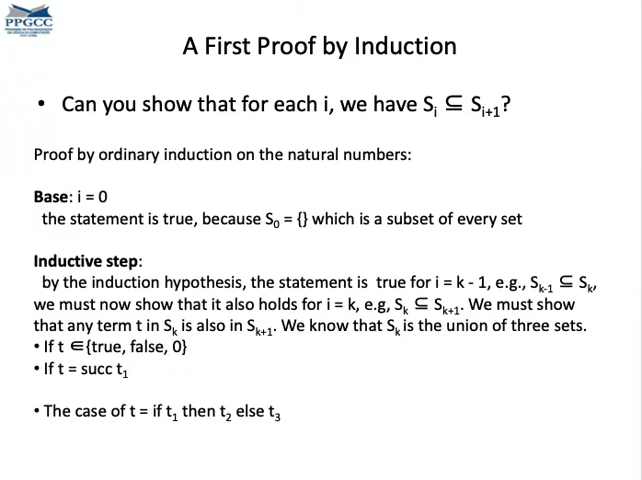 PPGCC
A First Proof by Induction
• Can you show that for each i, we have Sᵢ ⊆ Sᵢ₊₁?
Proof by ordinary induction on the natural numbers:
Base: i = 0
the statement is true, because S₀ = {} which is a subset of every set
Inductive step:
by the induction hypothesis, the statement is true for i = k - 1, e.g., Sₖ₋₁ ⊆ Sₖ,
we must now show that it also holds for i = k, e.g, Sₖ ⊆ Sₖ₊₁. We must show
that any term t in Sₖ is also in Sₖ₊₁. We know that Sₖ is the union of three sets.
• If t ∈{true, false, 0}
• If t = succ t₁
• The case of t = if t₁ then t₂ else t₃